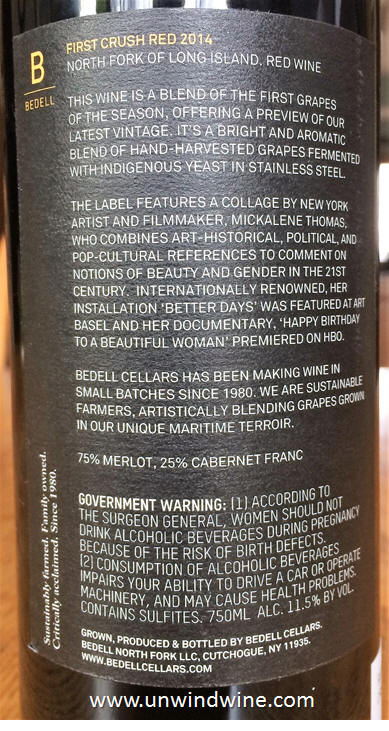 B
BEDELL
FIRST CRUSH RED 2014
NORTH FORK OF LONG ISLAND, RED WINE
THIS WINE IS A BLEND OF THE FIRST GRAPES
OF THE SEASON, OFFERING A PREVIEW OF OUR
LATEST VINTAGE. IT'S A BRIGHT AND AROMATIC
BLEND OF HAND-HARVESTED GRAPES FERMENTED
WITH INDIGENOUS YEAST IN STAINLESS STEEL.
THE LABEL FEATURES A COLLAGE BY NEW YORK
ARTIST AND FILMMAKER, MICKALENE THOMAS,
WHO COMBINES ART-HISTORICAL, POLITICAL, AND
POP-CULTURAL REFERENCES TO COMMENT ON
NOTIONS OF BEAUTY AND GENDER IN THE 21ST
CENTURY. INTERNATIONALLY RENOWNED, HER
INSTALLATION 'BETTER DAYS' WAS FEATURED AT ART
BASEL AND HER DOCUMENTARY, 'HAPPY BIRTHDAY
TO A BEAUTIFUL WOMAN' PREMIERED ON HBO.
BEDELL CELLARS HAS BEEN MAKING WINE IN
SMALL BATCHES SINCE 1980. WE ARE SUSTAINABLE
FARMERS, ARTISTICALLY BLENDING GRAPES GROWN
IN OUR UNIQUE MARITIME TERROIR.
75% MERLOT, 25% CABERNET FRANC
GOVERNMENT WARNING: (1) ACCORDING TO
THE SURGEON GENERAL, WOMEN SHOULD NOT
DRINK ALCOHOLIC BEVERAGES DURING PREGNANCY
BECAUSE OF THE RISK OF BIRTH DEFECTS.
(2) CONSUMPTION OF ALCOHOLIC BEVERAGES
IMPAIRS YOUR ABILITY TO DRIVE A CAR OR OPERATE
MACHINERY, AND MAY CAUSE HEALTH PROBLEMS.
CONTAINS SULFITES. 750ML ALC. 11.5% BY VOL.
GROWN, PRODUCED & BOTTLED BY BEDELL CELLARS.
BEDELL NORTH FORK LLC, CUTCHOGUE, NY 11935.
WWW.BEDELLCELLARS.COM
Sustainably farmed. Family owned.
Critically acclaimed. Since 1980.
www.unwindwine.com